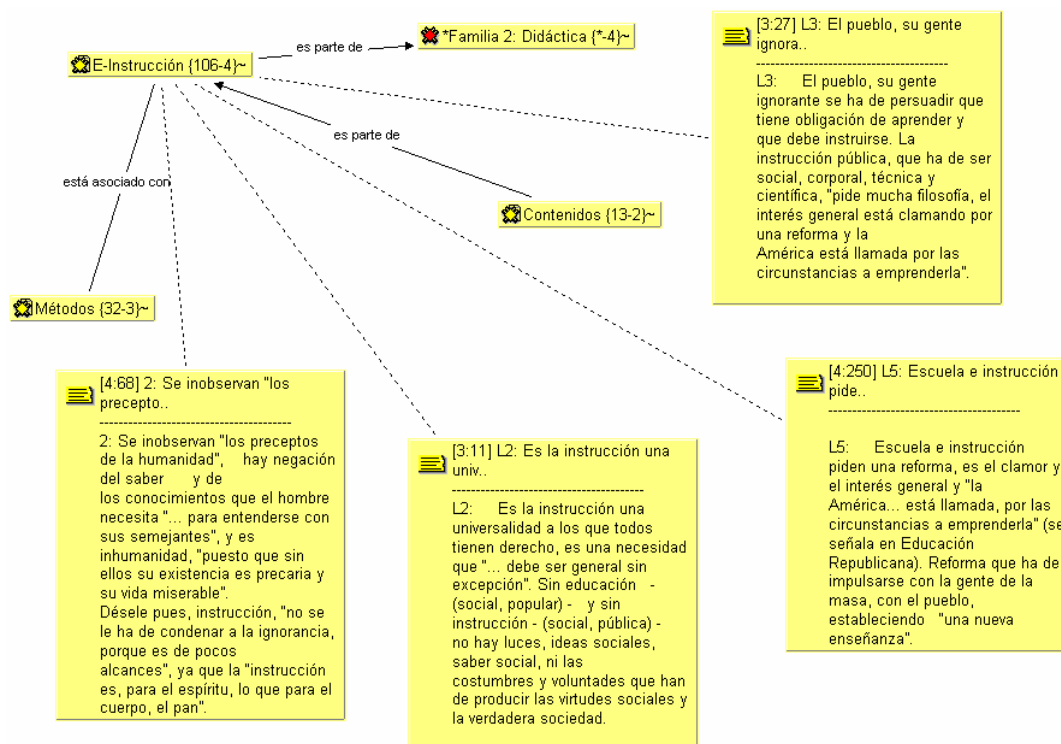 es parte de
*Familia 2: Didáctica {*-4}~
E-Instrucción {106-4}~
es parte de
está asociado con
Contenidos {13-2}~
Métodos {32-3}~
[3:27] L3: El pueblo, su gente
ignora..
----------------------------------------
L3: El pueblo, su gente
ignorante se ha de persuadir que
tiene obligación de aprender y
que debe instruirse. La
instrucción pública, que ha de ser
social, corporal, técnica y
científica, "pide mucha filosofía, el
interés general está clamando por
una reforma y la
América está llamada por las
circunstancias a emprenderla".
[4:68] 2: Se inobservan "los
precepto..
----------------------------------------
2: Se inobservan "los preceptos
de la humanidad", hay negación
del saber y de
los conocimientos que el hombre
necesita "... para entenderse con
sus semejantes", y es
inhumanidad, "puesto que sin
ellos su existencia es precaria y
su vida miserable".
Désele pues, instrucción, "no se
le ha de condenar a la ignorancia,
porque es de pocos
alcances", ya que la "instrucción
es, para el espíritu, lo que para el
cuerpo, el pan".
[3:11] L2: Es la instrucción una
univ..
----------------------------------------
L2: Es la instrucción una
universalidad a los que todos
tienen derecho, es una necesidad
que "... debe ser general sin
excepción". Sin educación -
(social, popular) - y sin
instrucción - (social, pública) -
no hay luces, ideas sociales,
saber social, ni las
costumbres y voluntades que han
de producir las virtudes sociales y
la verdadera sociedad.
[4:250] L5: Escuela e instrucción
pide..
----------------------------------------
L5: Escuela e instrucción
piden una reforma, es el clamor y
el interés general y "la
América... está llamada, por las
circunstancias a emprenderla" (se
señala en Educación
Republicana). Reforma que ha de
impulsarse con la gente de la
masa, con el pueblo,
estableciendo "una nueva
enseñanza".